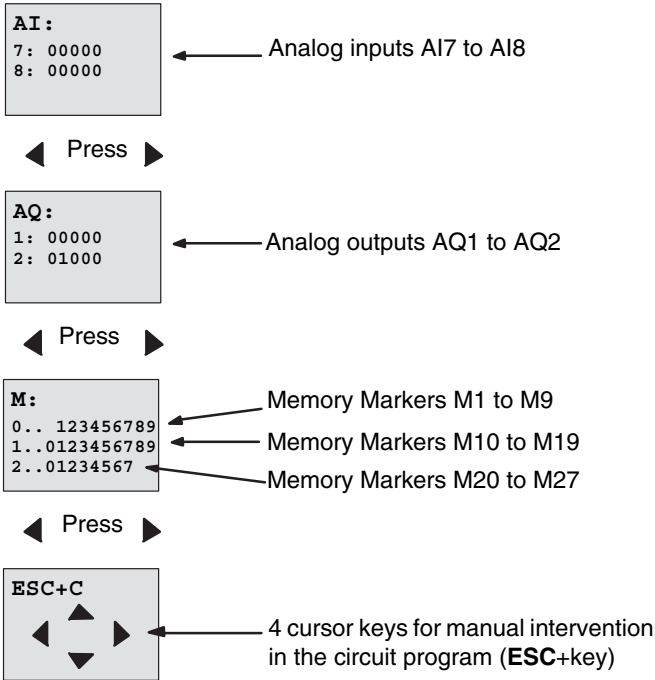 AI:
7: 00000
8: 00000
Analog inputs AI7 to AI8
Press
AQ:
1: 00000
2: 01000
Analog outputs AQ1 to AQ2
Press
M:
0.. 123456789
1..0123456789
2..01234567
Memory Markers M1 to M9
Memory Markers M10 to M19
Memory Markers M20 to M27
Press
ESC+C
4 cursor keys for manual intervention
in the circuit program (ESC+key)